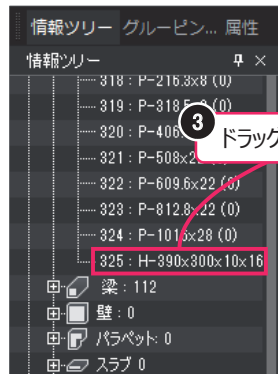 情報ツリー グルーピン... 属性
情報ツリー
318 : P-216.3x8 (0)
319 : P-318.5 (0)
320 : P-406
3
ドラック
321 : P-508x2
322 : P-609.6x22 (0)
323 : P-812.8x22 (0)
324 : P-1016x28 (0)
325 : H-390x300x10x16
梁 : 112
壁 : 0
パラペット : 0
スラブ 0